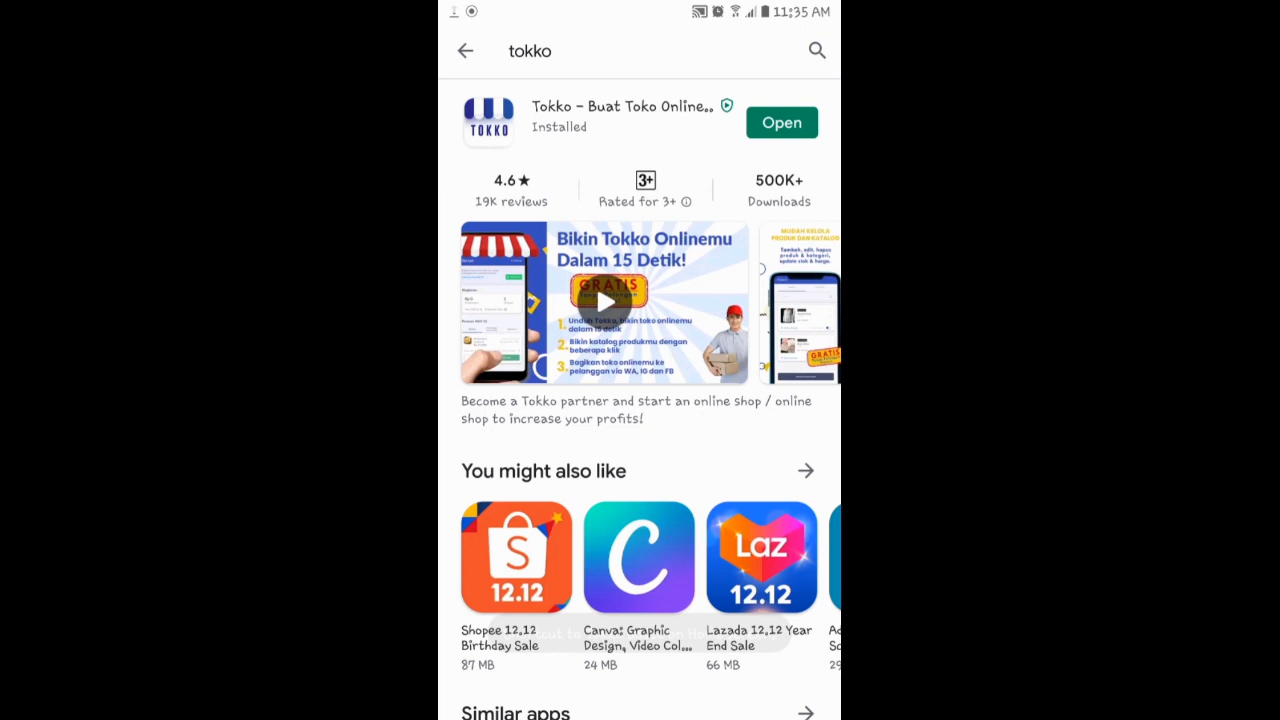 11:35 AM
tokko
Tokko - Buat Toko Online..
Installed
Open
TOKKO
4.6★
19K reviews
3+
Rated for 3+
500K+
Downloads
Bikin Tokko Onlinemu
Dalam 15 Detik!
GRATIS
1. Unduh Tokko, bikin toko onlinemu
dalam 15 detik
2. Bikin katalog produkmu dengan
beberapa klik
3. Bagikan toko onlinemu ke
pelanggan via WA, IG dan FB
MUDAH KELOLA
PRODUK DAN KATALOG
Tambah, edit, hapus
produk & kategori,
update stok & harga.
GRATIS
Become a Tokko partner and start an online shop / online
shop to increase your profits!
You might also like
S
12.12
C
Laz
12.12
Shopee 12.12
Birthday Sale
87 MB
Canva: Graphic
Design, Video Col...
24 MB
Lazada 12.12 Year
End Sale
66 MB
Similar apps